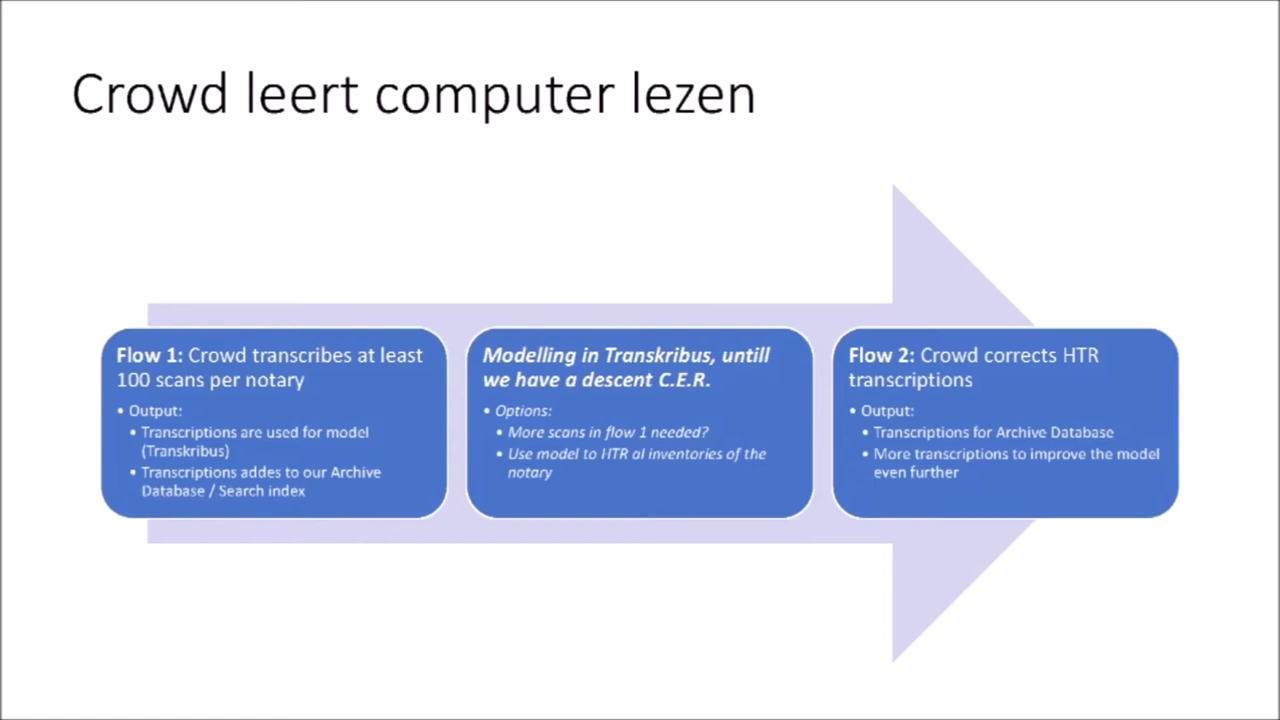 Crowd leert computer lezen
Flow 1: Crowd transcribes at least
100 scans per notary
• Output:
• Transcriptions are used for model
(Transkribus)
• Transcriptions addes to our Archive
Database / Search index
Modelling in Transkribus, untill
we have a descent C.E.R.
• Options:
• More scans in flow 1 needed?
• Use model to HTR al inventories of the
notary
Flow 2: Crowd corrects HTR
transcriptions
• Output:
• Transcriptions for Archive Database
• More transcriptions to improve the model
even further